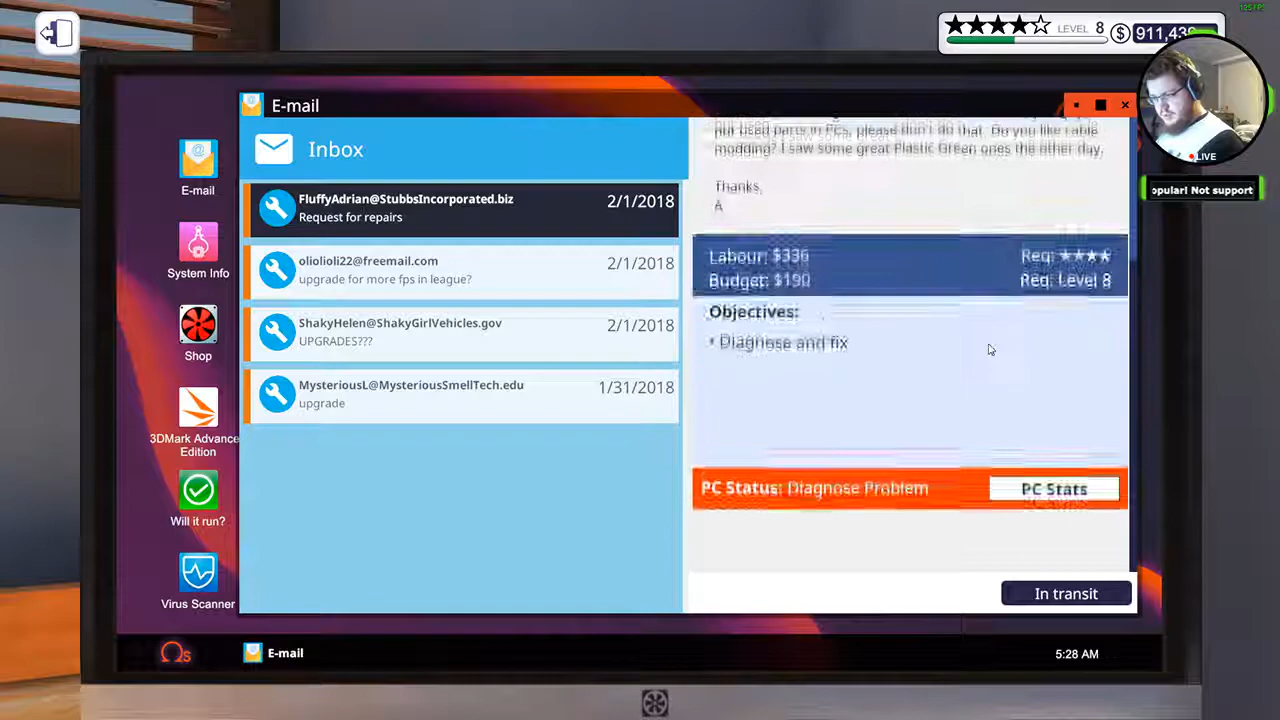 125 FPS
LEVEL 8
$
E-mail
Inbox
FluffyAdrian@StubbsIncorporated.biz
2/1/2018
Request for repairs
oliolioli22@freemail.com
2/1/2018
upgrade for more fps in league?
ShakyHelen@ShakyGirlVehicles.gov
2/1/2018
UPGRADES???
MysteriousL@MysteriousSmellTech.edu
1/31/2018
upgrade
put used parts in PCs, please don't do that. Do you like cable
modding? I saw some great Plastic Green ones the other day.
Thanks,
A
Labour: $336
Req: ★★★★
Budget: $190
Req: Level 8
Objectives:
• Diagnose and fix
PC Status: Diagnose Problem
PC Stats
In transit
E-mail
System Info
Shop
3DMark Advance
Edition
Will it run?
Virus Scanner
Ωs
E-mail
5:28 AM
LIVE
opular! Not support